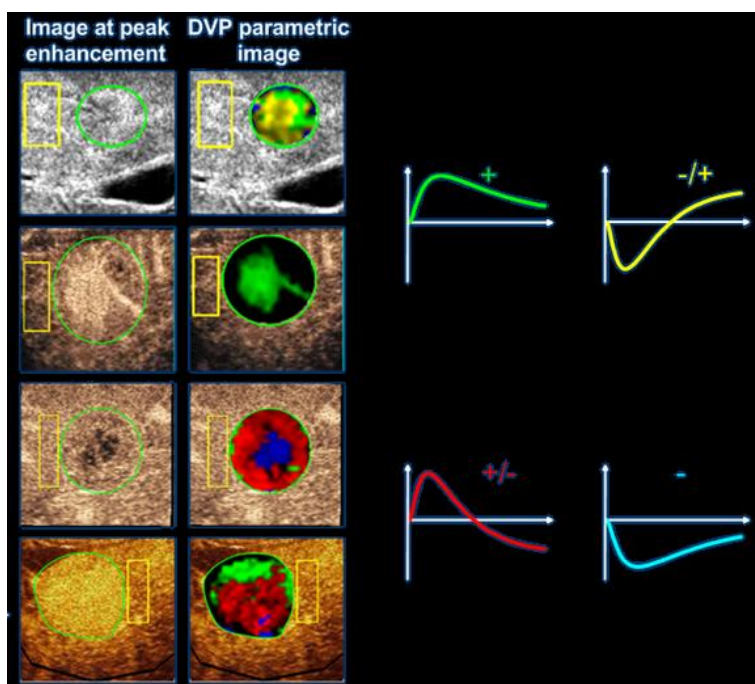 Image at peak
enhancement
DVP parametric
image
+
-/+
+/-
-